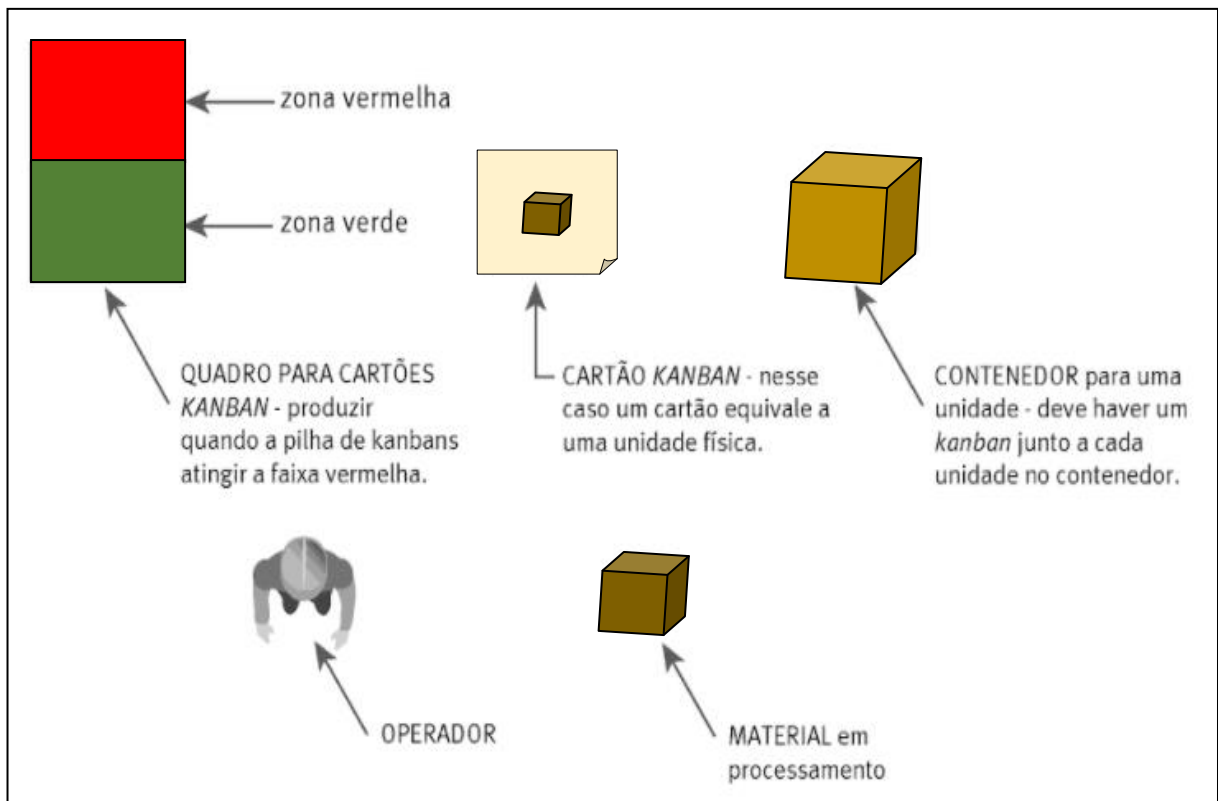 zona vermelha
zona verde
QUADRO PARA CARTÕES
KANBAN - produzir
quando a pilha de kanbans
atingir a faixa vermelha.
CARTÃO KANBAN - nesse
caso um cartão equivale a
uma unidade física.
CONTENEDOR para uma
unidade - deve haver um
kanban junto a cada
unidade no contenedor.
OPERADOR
MATERIAL em
processamento